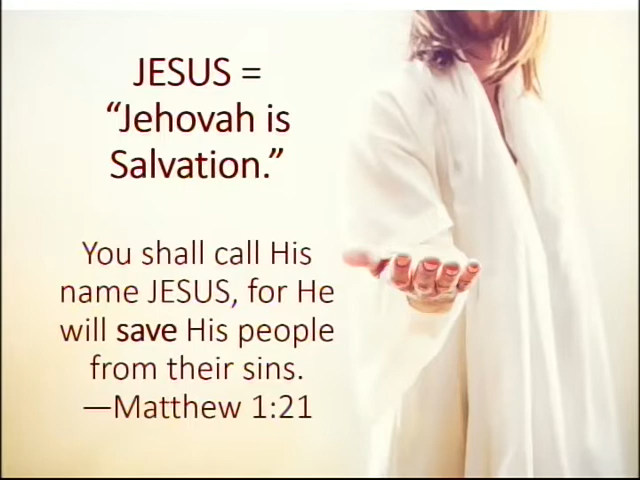 JESUS =
“Jehovah is
Salvation.”
You shall call His
name JESUS, for He
will save His people
from their sins.
—Matthew 1:21